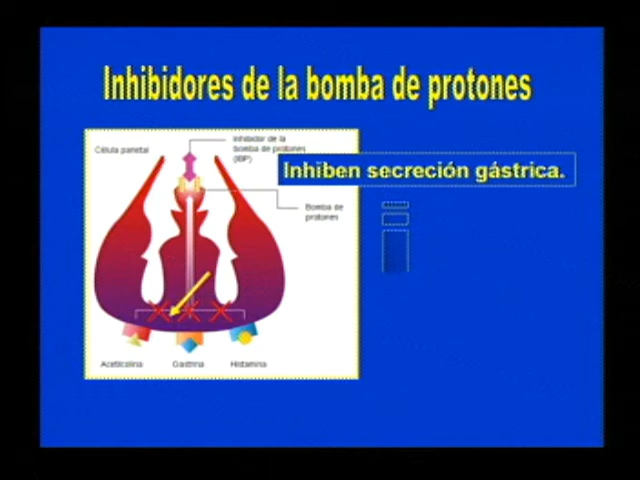 Inhibidores de la bomba de protones
Célula parietal
Inhibidor de la
bomba de protones
(IBP)
Inhiben secreción gástrica.
Bomba de
protones
Acetilcolina
Gastrina
Histamina